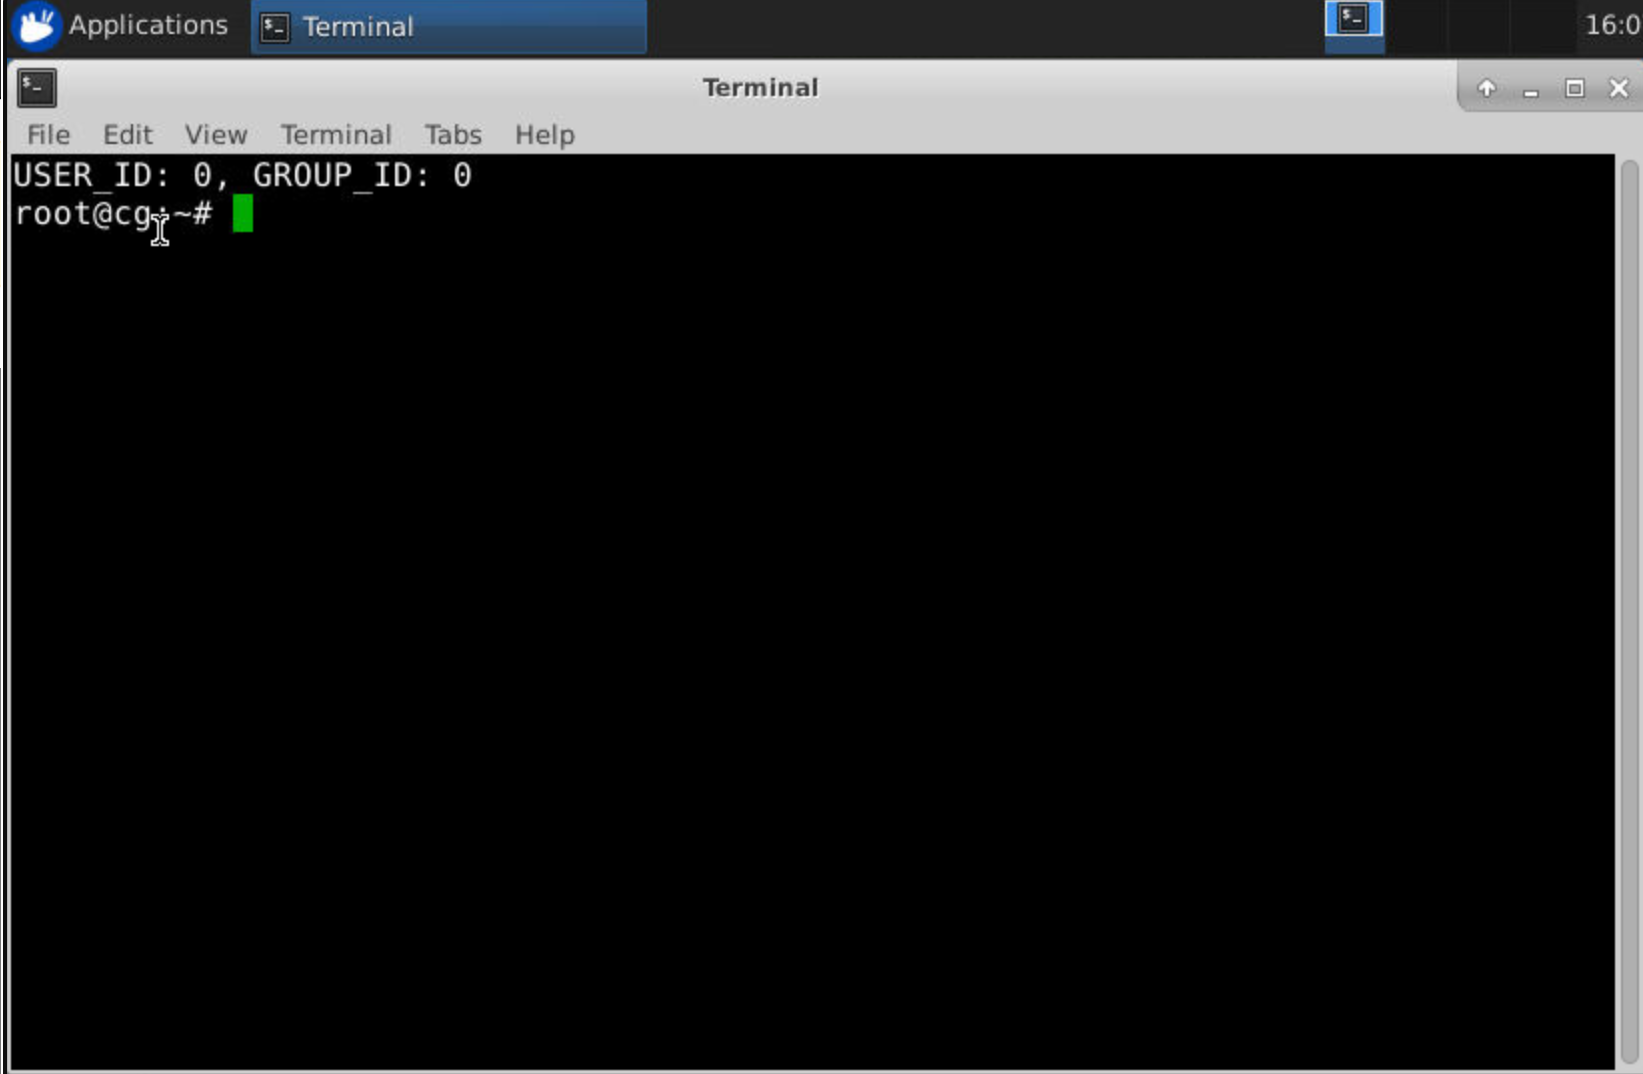 Applications
Terminal
16:0
Terminal
File Edit View Terminal Tabs Help
USER_ID: 0, GROUP_ID: 0
root@cg:~#